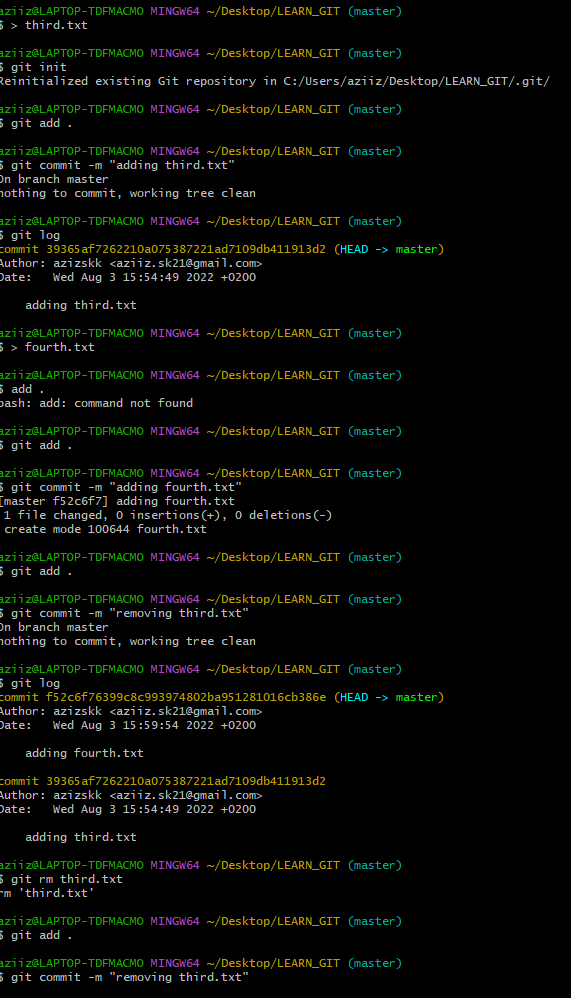 aziiz@LAPTOP-TDFMACMO MINGW64 ~/Desktop/LEARN_GIT (master)
$ > third.txt
aziiz@LAPTOP-TDFMACMO MINGW64 ~/Desktop/LEARN_GIT (master)
$ git init
Reinitialized existing Git repository in C:/Users/aziiz/Desktop/LEARN_GIT/.git/
aziiz@LAPTOP-TDFMACMO MINGW64 ~/Desktop/LEARN_GIT (master)
$ git add .
aziiz@LAPTOP-TDFMACMO MINGW64 ~/Desktop/LEARN_GIT (master)
$ git commit -m "adding third.txt"
On branch master
nothing to commit, working tree clean
aziiz@LAPTOP-TDFMACMO MINGW64 ~/Desktop/LEARN_GIT (master)
$ git log
commit 39365af7262210a075387221ad7109db411913d2 (HEAD -> master)
Author: azizskk <aziiz.sk21@gmail.com>
Date:   Wed Aug 3 15:54:49 2022 +0200
    adding third.txt
aziiz@LAPTOP-TDFMACMO MINGW64 ~/Desktop/LEARN_GIT (master)
$ > fourth.txt
aziiz@LAPTOP-TDFMACMO MINGW64 ~/Desktop/LEARN_GIT (master)
$ add .
bash: add: command not found
aziiz@LAPTOP-TDFMACMO MINGW64 ~/Desktop/LEARN_GIT (master)
$ git add .
aziiz@LAPTOP-TDFMACMO MINGW64 ~/Desktop/LEARN_GIT (master)
$ git commit -m "adding fourth.txt"
[master f52c6f7] adding fourth.txt
 1 file changed, 0 insertions(+), 0 deletions(-)
 create mode 100644 fourth.txt
aziiz@LAPTOP-TDFMACMO MINGW64 ~/Desktop/LEARN_GIT (master)
$ git add .
aziiz@LAPTOP-TDFMACMO MINGW64 ~/Desktop/LEARN_GIT (master)
$ git commit -m "removing third.txt"
On branch master
nothing to commit, working tree clean
aziiz@LAPTOP-TDFMACMO MINGW64 ~/Desktop/LEARN_GIT (master)
$ git log
commit f52c6f76399c8c993974802ba951281016cb386e (HEAD -> master)
Author: azizskk <aziiz.sk21@gmail.com>
Date:   Wed Aug 3 15:59:54 2022 +0200
    adding fourth.txt
commit 39365af7262210a075387221ad7109db411913d2
Author: azizskk <aziiz.sk21@gmail.com>
Date:   Wed Aug 3 15:54:49 2022 +0200
    adding third.txt
aziiz@LAPTOP-TDFMACMO MINGW64 ~/Desktop/LEARN_GIT (master)
$ git rm third.txt
rm 'third.txt'
aziiz@LAPTOP-TDFMACMO MINGW64 ~/Desktop/LEARN_GIT (master)
$ git add .
aziiz@LAPTOP-TDFMACMO MINGW64 ~/Desktop/LEARN_GIT (master)
$ git commit -m "removing third.txt"